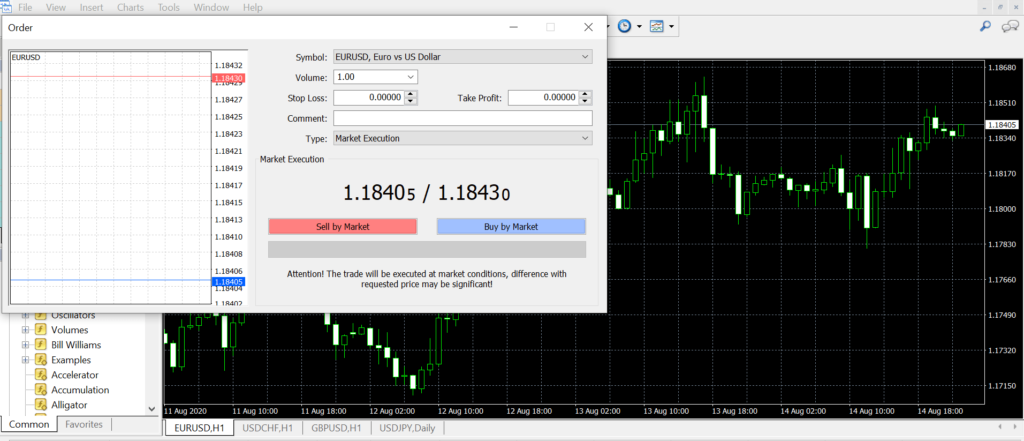 File View Insert Charts Tools Window Help
Order
EURUSD
1.18432
1.18430
1.18429
1.18427
1.18425
1.18423
1.18421
1.18419
1.18417
1.18415
1.18413
1.18410
1.18408
1.18406
1.18405
1.18402
Symbol: EURUSD, Euro vs US Dollar
Volume: 1.00
Stop Loss: 0.00000 Take Profit: 0.00000
Comment:
Type: Market Execution
Market Execution
1.18405 / 1.18430
Sell by Market Buy by Market
Attention! The trade will be executed at market conditions, difference with
requested price may be significant!
Oscillators
Volumes
Bill Williams
Examples
Accelerator
Accumulation
Alligator
Common Favorites
1.18680
1.18510
1.18405
1.18340
1.18170
1.18000
1.17830
1.17660
1.17490
1.17320
1.17150
11 Aug 2020 11 Aug 10:00 11 Aug 18:00 12 Aug 02:00 12 Aug 10:00 13 Aug 02:00 13 Aug 10:00 13 Aug 18:00 14 Aug 02:00 14 Aug 10:00 14 Aug 18:00
EURUSD,H1 USDCHF,H1 GBPUSD,H1 USDJPY,Daily